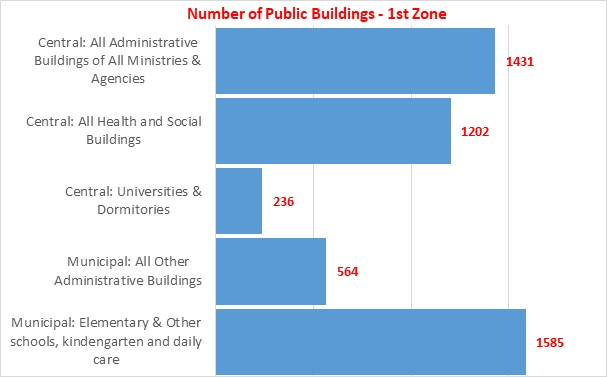 Number of Public Buildings - 1st Zone
Central: All Administrative
Buildings of All Ministries &
Agencies
1431
Central: All Health and Social
Buildings
1202
Central: Universities &
Dormitories
236
Municipal: All Other
Administrative Buildings
564
Municipal: Elementary & Other
schools, kindengarten and daily
care
1585